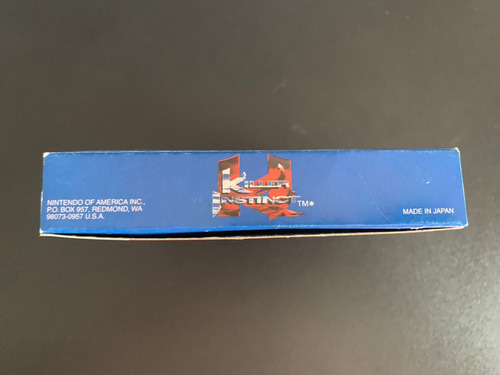 NINTENDO OF AMERICA INC.,
P.O. BOX 957, REDMOND, WA
98073-0957 U.S.A.
KILLER
INSTINCT
TM*
MADE IN JAPAN